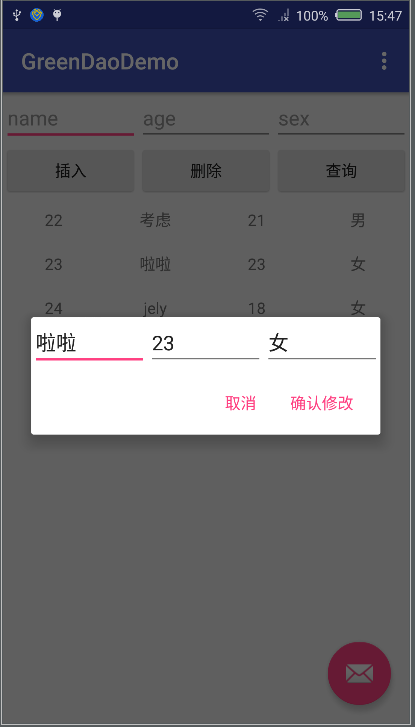 100% 15:47
GreenDaoDemo
name age sex
插入 删除 查询
22 考虑 21 男
23 啦啦 23 女
24 jely 18 女
啦啦 23 女
取消 确认修改